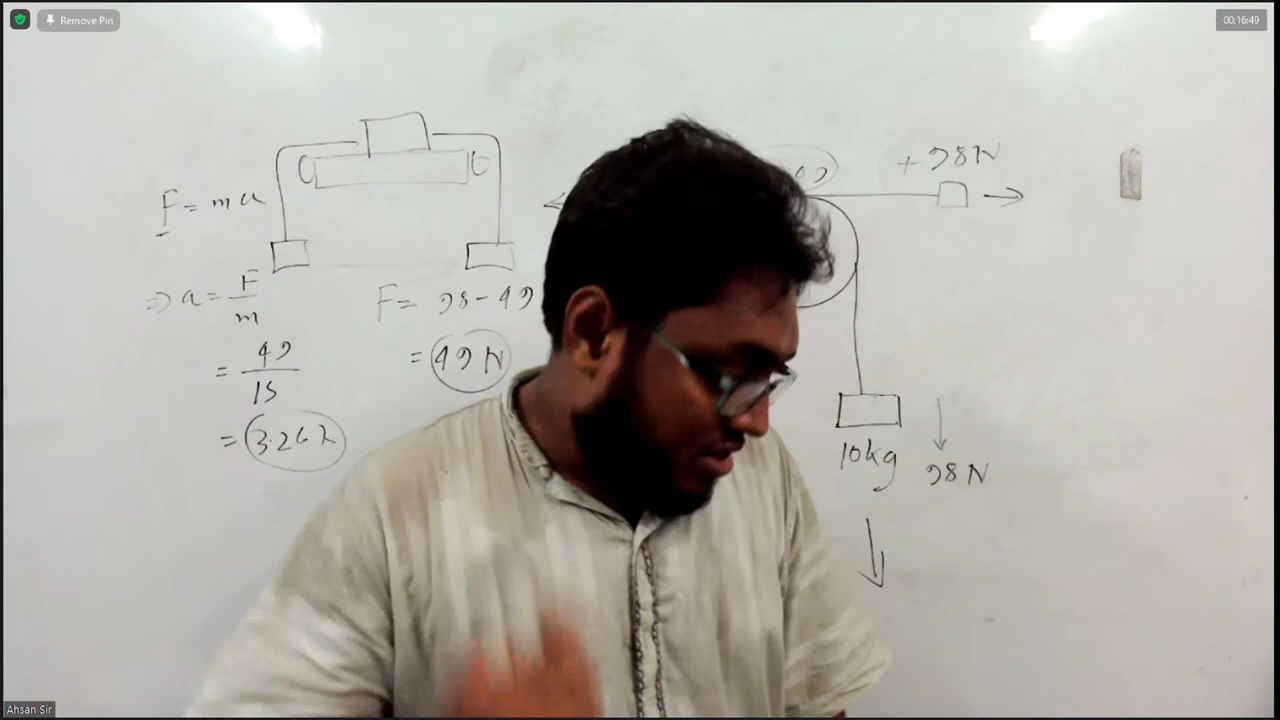 Remove Pin
00:16:49
+ 98N
F = ma
⇒ a = F/m
F = 98 - 49
= 49/15
= 49 N
= 3.267
10kg
98 N
Ahsan Sir